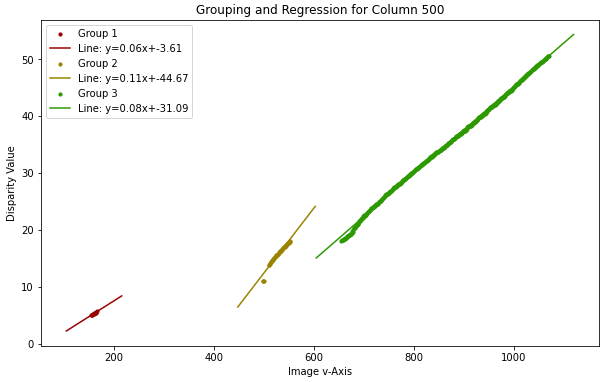 Grouping and Regression for Column 500
Group 1
Line: y=0.06x+-3.61
Group 2
Line: y=0.11x+-44.67
Group 3
Line: y=0.08x+-31.09
50
40
30
20
10
0
Disparity Value
200 400 600 800 1000
Image v-Axis